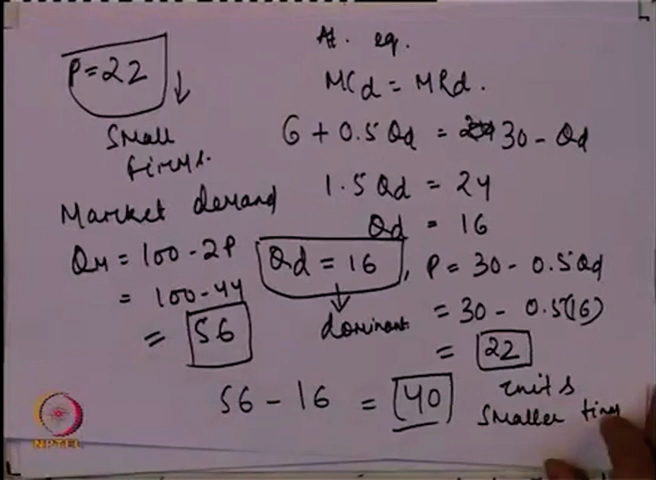 P=22
Small
firms.
Market demand
QM = 100-2P
= 100-44
= 56
At. eq.
MCd = MRd.
6 + 0.5Qd = 30 - Qd
1.5 Qd = 24
Qd = 16
Qd = 16, P = 30 - 0.5Qd
dominant
= 30 - 0.5(16)
= 22
56 - 16 = 40 units
smaller firms
NPTEL